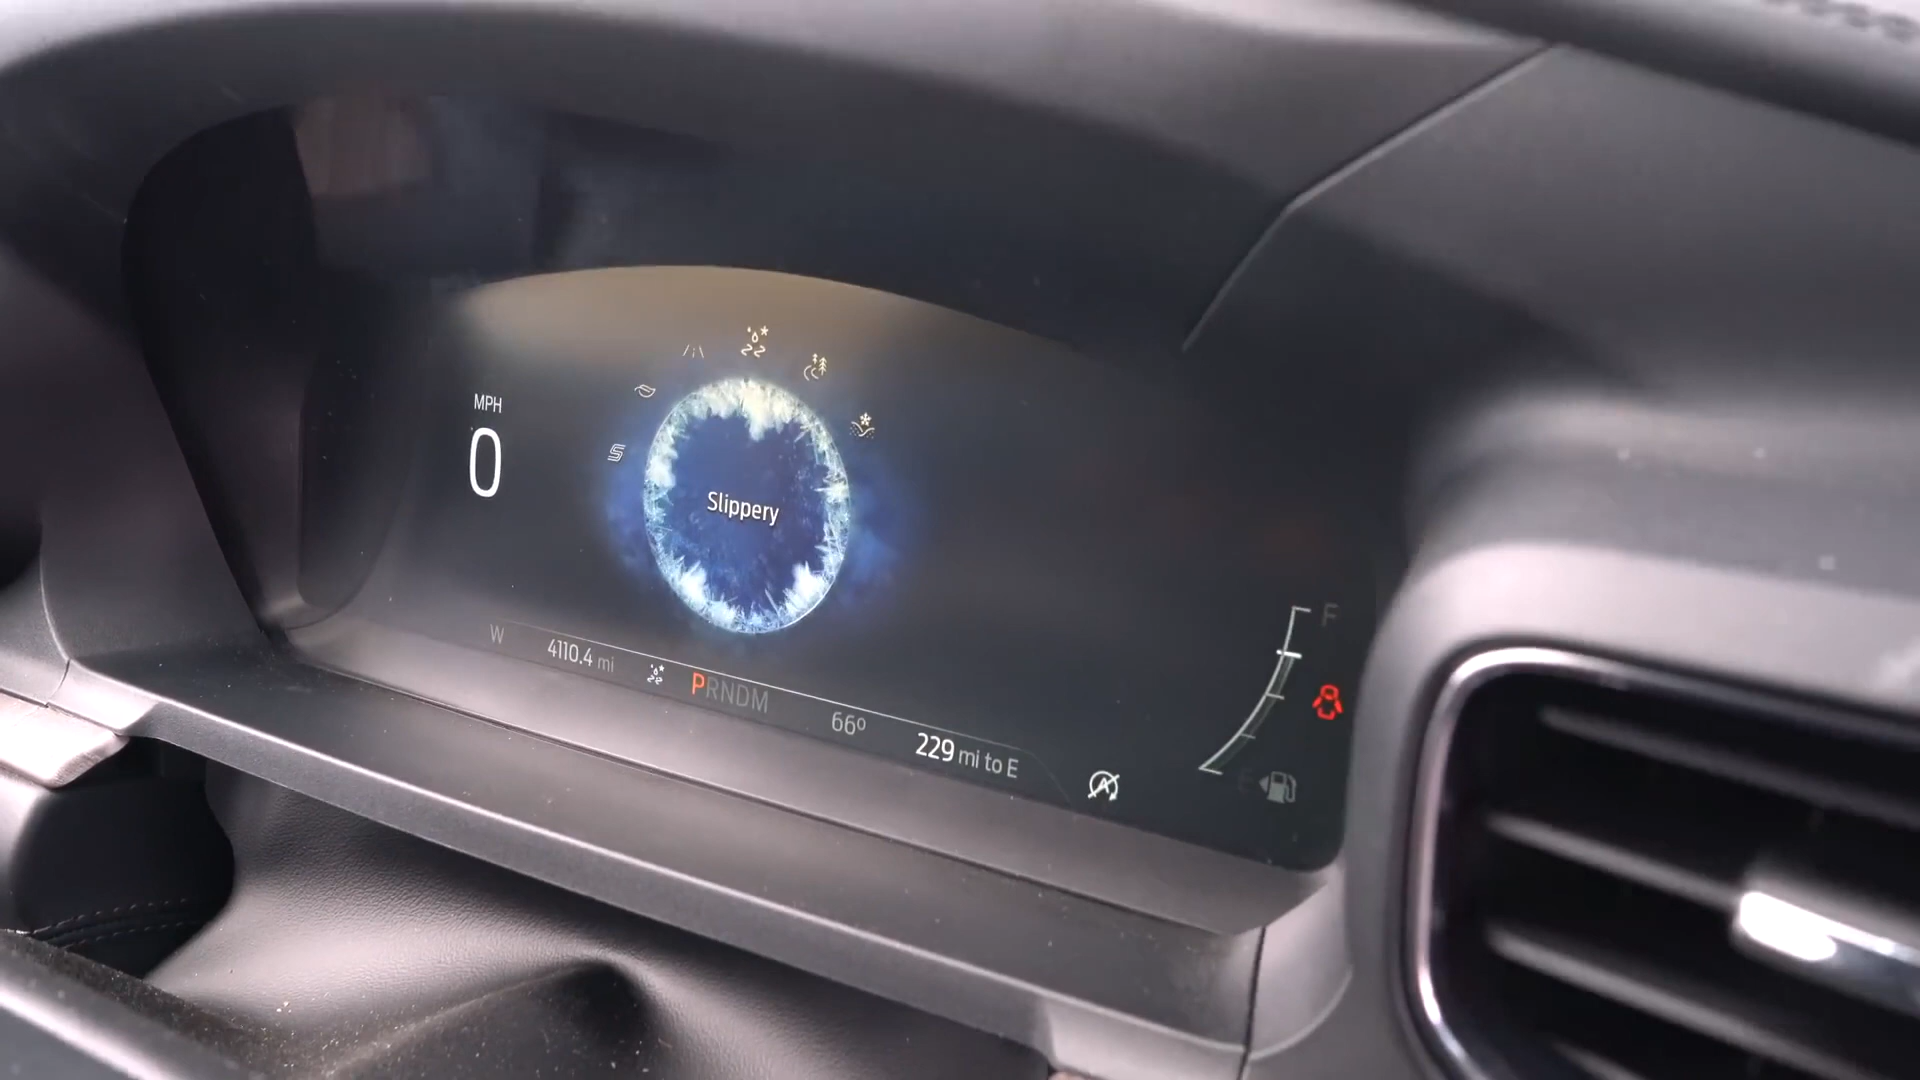 MPH
0
S
Slippery
W
4110.4 mi
PRNDM
66º
229 mi to E
A
F
E